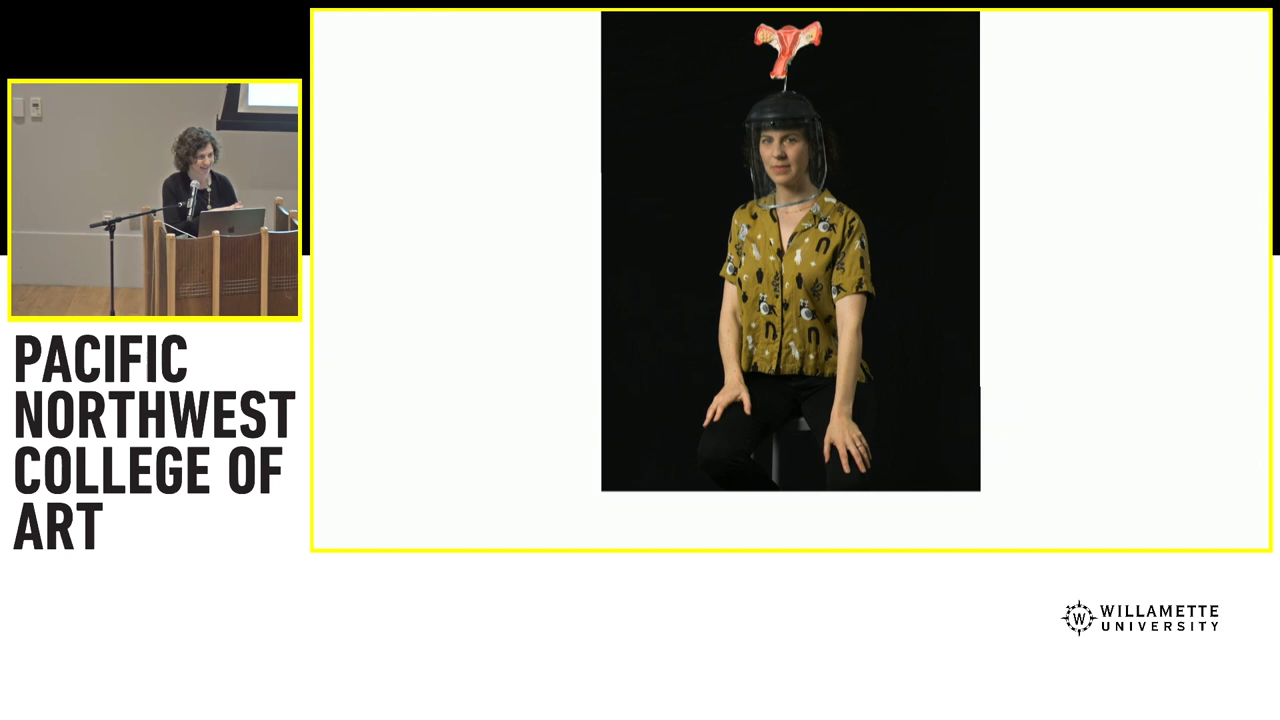 PACIFIC
NORTHWEST
COLLEGE OF
ART
W
WILLAMETTE
UNIVERSITY